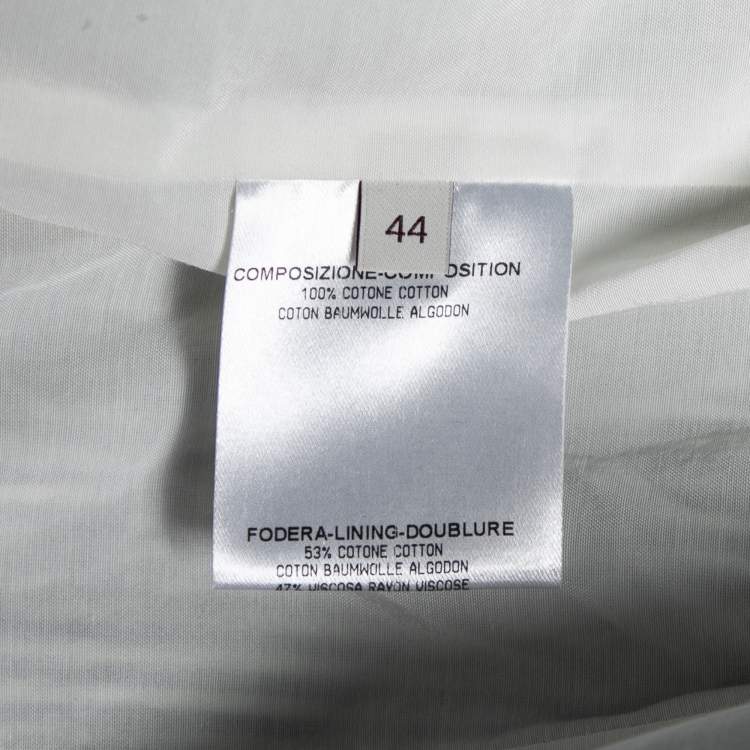 44
COMPOSIZIONE-COMPOSITION
100% COTONE COTTON
COTON BAUMWOLLE ALGODON
FODERA-LINING-DOUBLURE
53% COTONE COTTON
COTON BAUMWOLLE ALGODON
47% VISCOSA RAYON VISCOSE